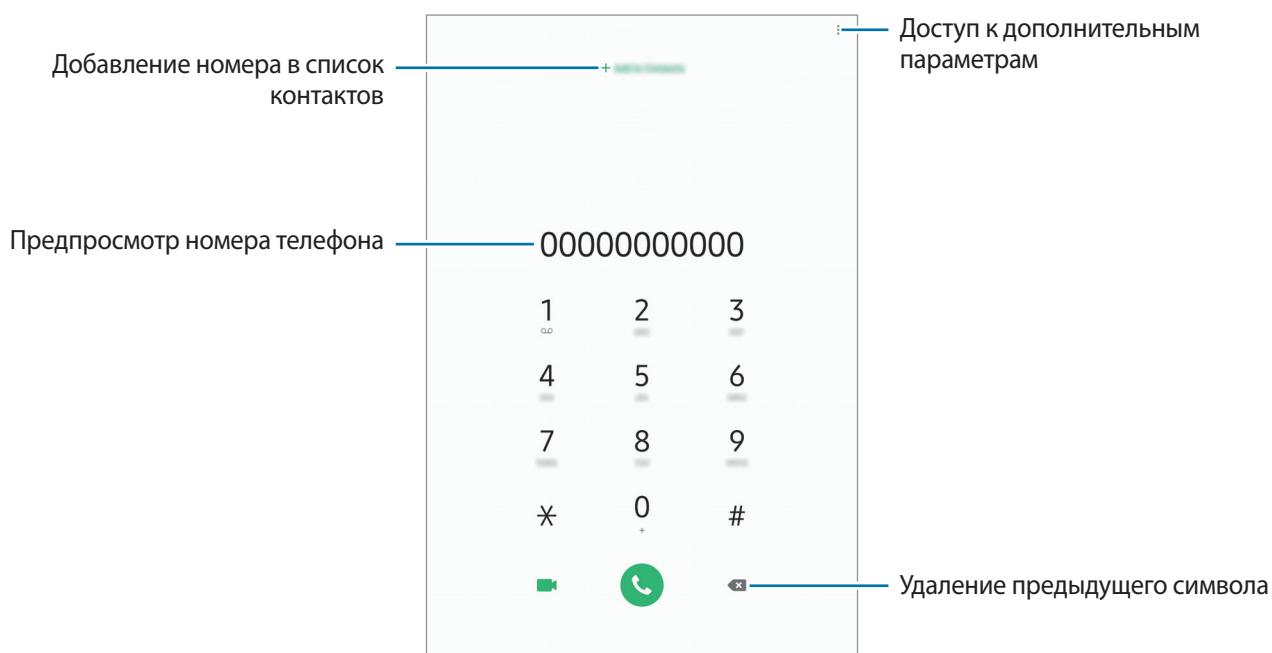 Доступ к дополнительным
параметрам
Добавление номера в список
контактов
+
Предпросмотр номера телефона
00000000000
1 2 3
4 5 6
7 8 9
* 0 #
+
Удаление предыдущего символа